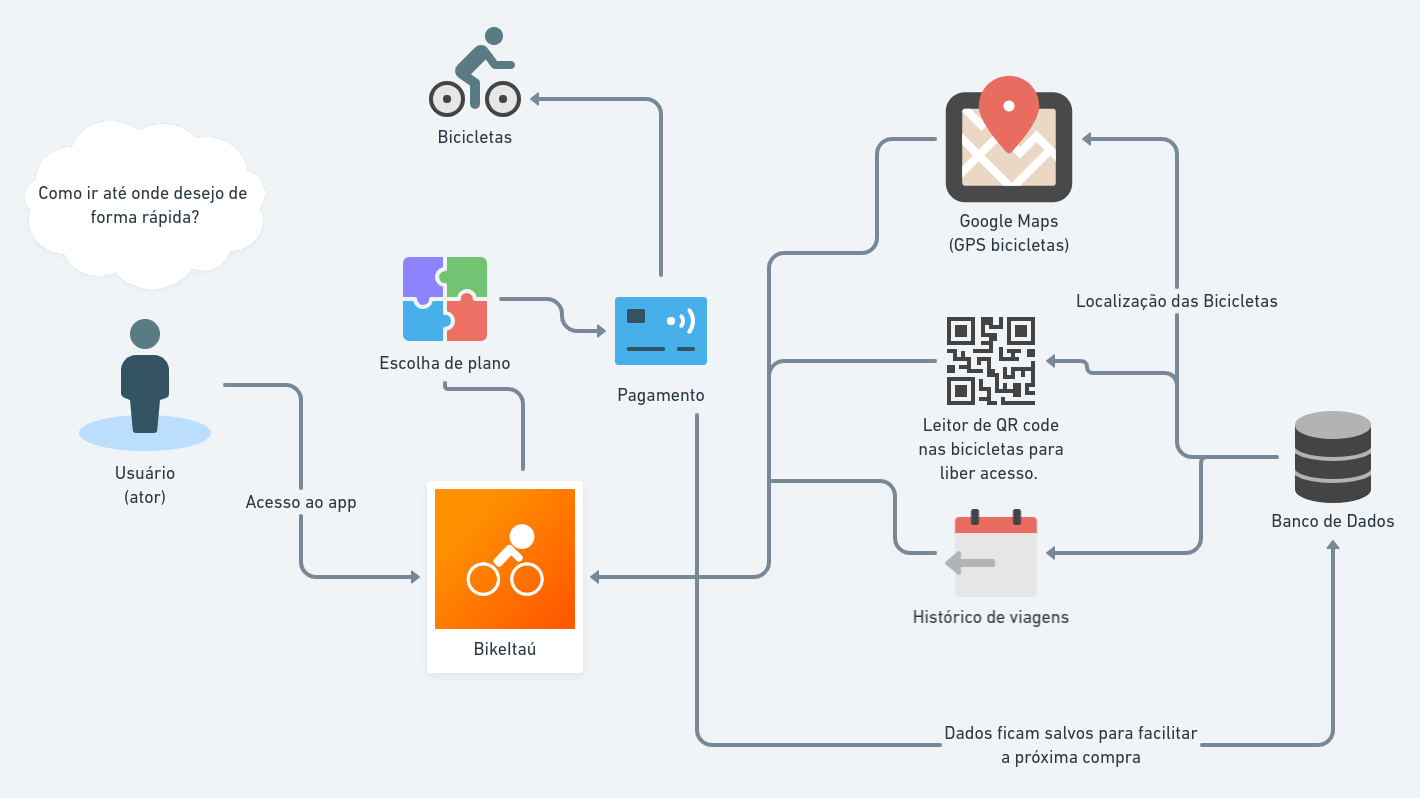 Bicicletas
Como ir até onde desejo de
forma rápida?
Google Maps
(GPS bicicletas)
Localização das Bicicletas
Escolha de plano
Pagamento
Leitor de QR code
nas bicicletas para
liber acesso.
Usuário
(ator)
Acesso ao app
Banco de Dados
Histórico de viagens
BikeItaú
Dados ficam salvos para facilitar
a próxima compra